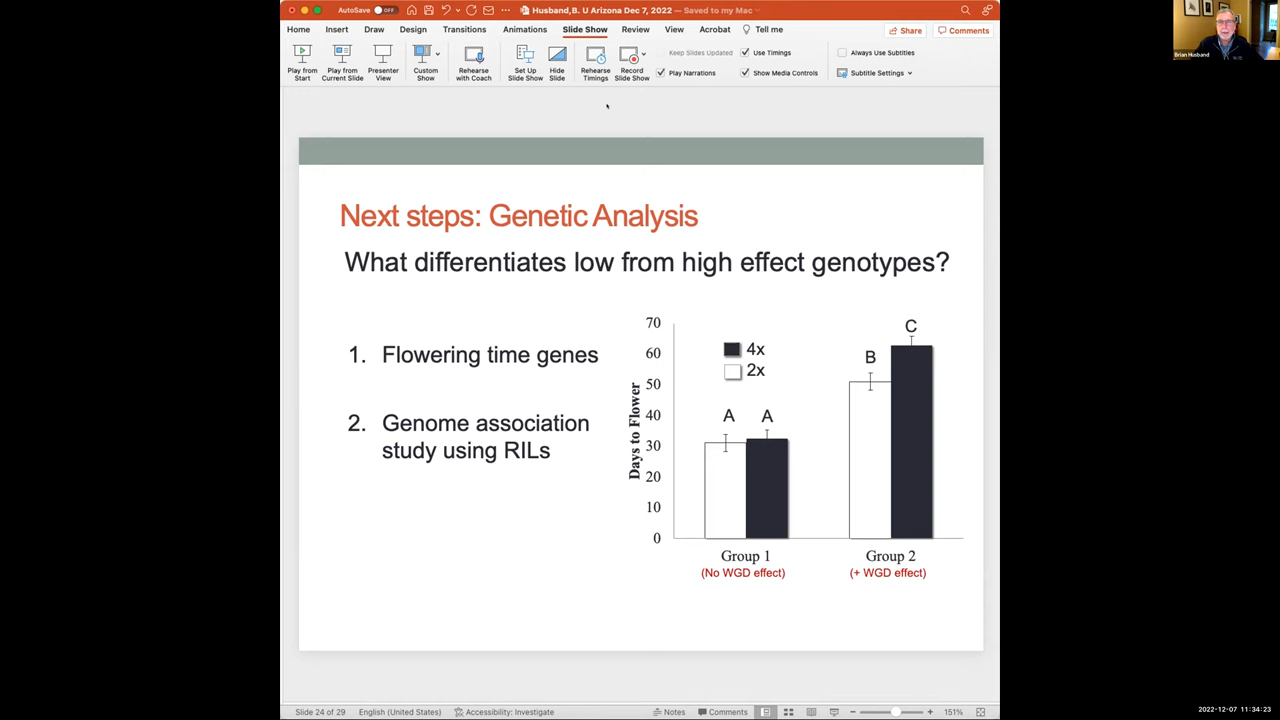 AutoSave OFF
Husband,B. U Arizona Dec 7, 2022 — Saved to my Mac
Home Insert Draw Design Transitions Animations Slide Show Review View Acrobat Tell me Share Comments
Play from Start
Play from Current Slide
Presenter View
Custom Show
Rehearse with Coach
Set Up Slide Show
Hide Slide
Rehearse Timings
Record Slide Show
Keep Slides Updated
Use Timings
Play Narrations
Show Media Controls
Always Use Subtitles
Subtitle Settings
Brian Husband
Next steps: Genetic Analysis
What differentiates low from high effect genotypes?
1. Flowering time genes
2. Genome association
study using RILs
Days to Flower
70
60
50
40
30
20
10
0
4x
2x
A
A
B
C
Group 1
(No WGD effect)
Group 2
(+ WGD effect)
Slide 24 of 29 English (United States) Accessibility: Investigate Notes Comments 151%
2022-12-07 11:34:23